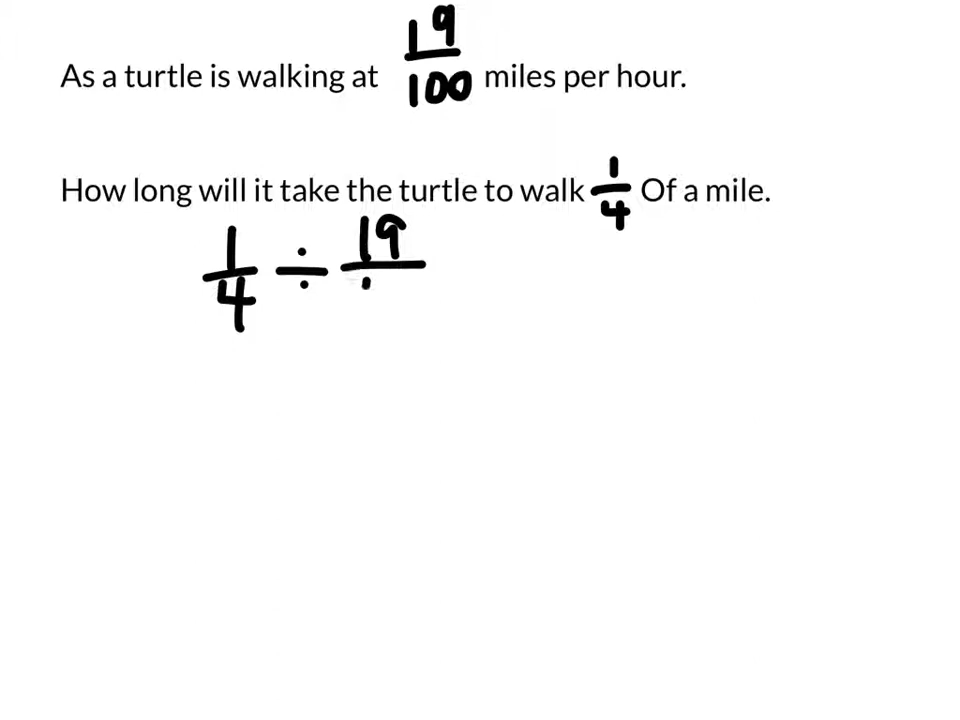 As a turtle is walking at 19/100 miles per hour.
How long will it take the turtle to walk 1/4 Of a mile.
1/4 ÷ 19/